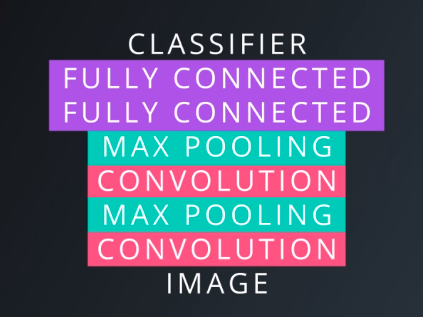 CLASSIFIER
FULLY CONNECTED
FULLY CONNECTED
MAX POOLING
CONVOLUTION
MAX POOLING
CONVOLUTION
IMAGE